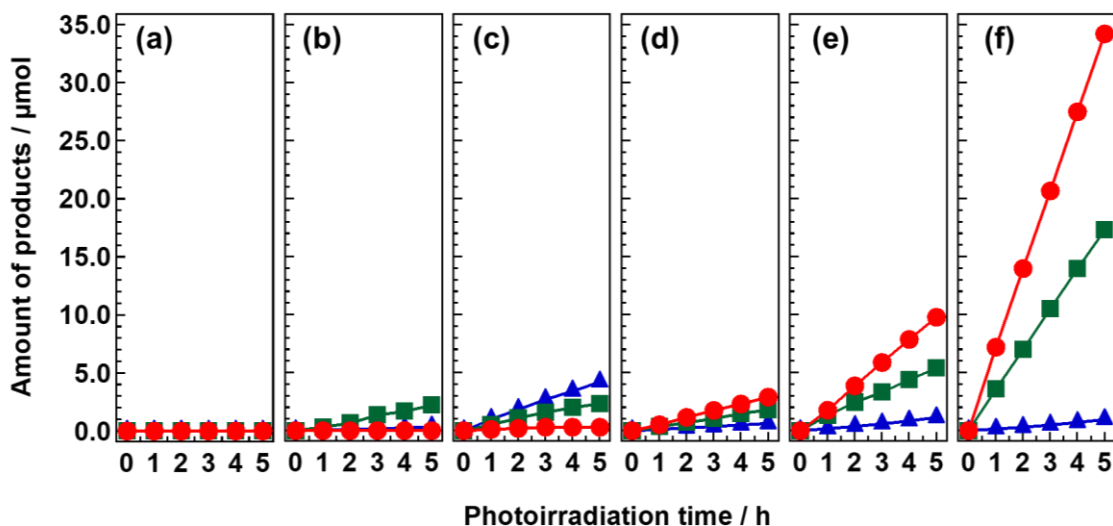 Amount of products / μmol
35.0
30.0
25.0
20.0
15.0
10.0
5.0
0.0
(a) (b) (c) (d) (e) (f)
0 1 2 3 4 5 0 1 2 3 4 5 0 1 2 3 4 5 0 1 2 3 4 5 0 1 2 3 4 5 0 1 2 3 4 5
Photoirradiation time / h